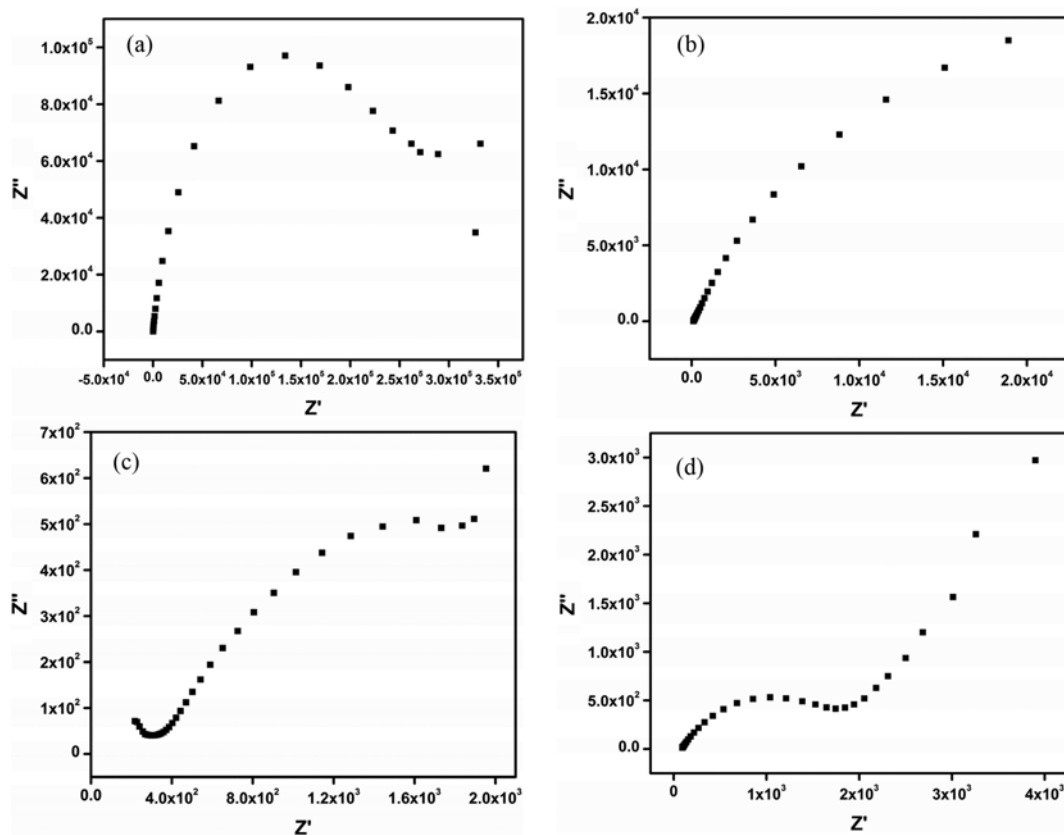 (a)
1.0x10⁵
8.0x10⁴
6.0x10⁴
4.0x10⁴
2.0x10⁴
0.0
Z''
-5.0x10⁴ 0.0 5.0x10⁴ 1.0x10⁵ 1.5x10⁵ 2.0x10⁵ 2.5x10⁵ 3.0x10⁵ 3.5x10⁵
Z'
(b)
2.0x10⁴
1.5x10⁴
1.0x10⁴
5.0x10³
0.0
Z''
0.0 5.0x10³ 1.0x10⁴ 1.5x10⁴ 2.0x10⁴
Z'
(c)
7x10²
6x10²
5x10²
4x10²
3x10²
2x10²
1x10²
0
Z''
0.0 4.0x10² 8.0x10² 1.2x10³ 1.6x10³ 2.0x10³
Z'
(d)
3.0x10³
2.5x10³
2.0x10³
1.5x10³
1.0x10³
5.0x10²
0.0
Z''
0 1x10³ 2x10³ 3x10³ 4x10³
Z'